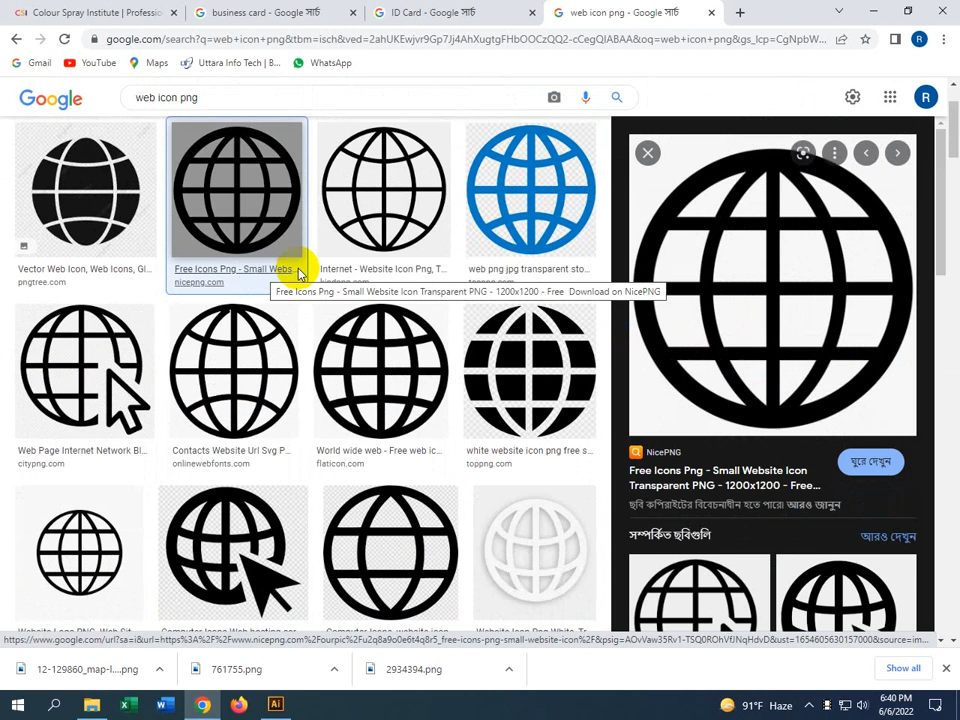 CSI Colour Spray Institute | Professio
business card - Google সার্চ
ID Card - Google সার্চ
web icon png - Google সার্চ
google.com/search?q=web+icon+png&tbm=isch&ved=2ahUKEwjvr9Gp7Jj4AhXugtgFHbOOCzQQ2-cCegQIABAA&oq=web+icon+png&gs_lcp=CgNpbW...
R
Gmail
YouTube
Maps
Uttara Info Tech | B...
WhatsApp
Google
web icon png
R
Vector Web Icon, Web Icons, Gl...
pngtree.com
Free Icons Png - Small Webs...
nicepng.com
Internet - Website Icon Png, T...
web png jpg transparent sto...
Free Icons Png - Small Website Icon Transparent PNG - 1200x1200 - Free Download on NicePNG
Web Page Internet Network Bl...
citypng.com
Contacts Website Url Svg P...
onlinewebfonts.com
World wide web - Free web ic...
flaticon.com
white website icon png free s...
toppng.com
NicePNG
Free Icons Png - Small Website Icon
Transparent PNG - 1200x1200 - Free...
ঘুরে দেখুন
ছবি কপিরাইটের বিবেচনাধীন হতে পারে৷ আরও জানুন
সম্পর্কিত ছবিগুলি
আরও দেখুন
12-129860_map-l....png
761755.png
2934394.png
Show all
Ai
91°F Haze
6:40 PM
6/6/2022